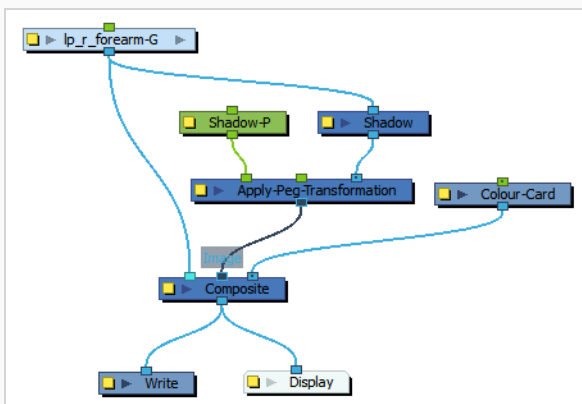 lp_r_forearm-G
Shadow-P
Shadow
Apply-Peg-Transformation
Colour-Card
Image
Composite
Write
Display